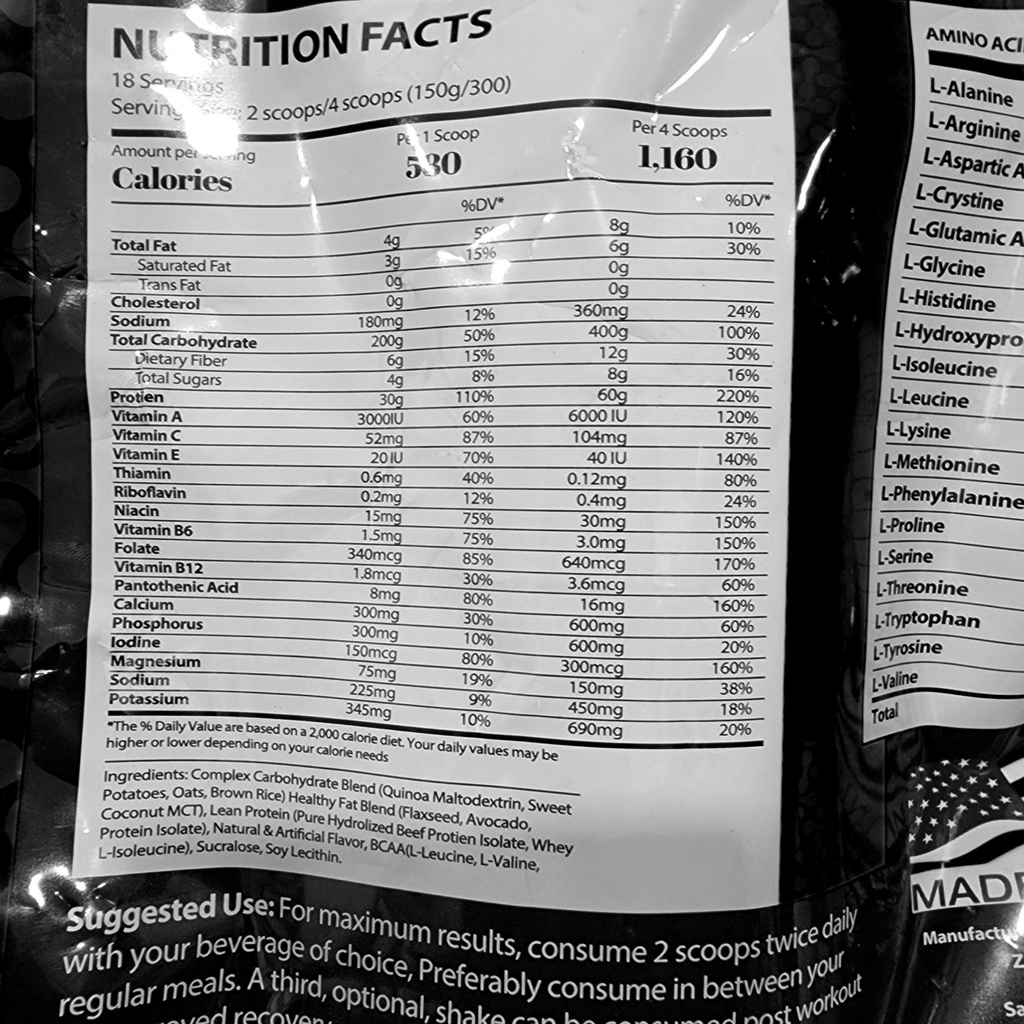 NUTRITION FACTS
18 Servings
Serving 2 scoops/4 scoops (150g/300)
Per 1 Scoop Per 4 Scoops
Amount per serving
Calories 580 1,160
%DV* %DV*
Total Fat 4g 5% 8g 10%
Saturated Fat 3g 15% 6g 30%
Trans Fat 0g 0g
Cholesterol 0g 0g
Sodium 180mg 12% 360mg 24%
Total Carbohydrate 200g 50% 400g 100%
Dietary Fiber 6g 15% 12g 30%
Total Sugars 4g 8% 8g 16%
Protien 30g 110% 60g 220%
Vitamin A 3000IU 60% 6000 IU 120%
Vitamin C 52mg 87% 104mg 87%
Vitamin E 20 IU 70% 40 IU 140%
Thiamin 0.6mg 40% 0.12mg 80%
Riboflavin 0.2mg 12% 0.4mg 24%
Niacin 15mg 75% 30mg 150%
Vitamin B6 1.5mg 75% 3.0mg 150%
Folate 340mcg 85% 640mcg 170%
Vitamin B12 1.8mcg 30% 3.6mcg 60%
Pantothenic Acid 8mg 80% 16mg 160%
Calcium 300mg 30% 600mg 60%
Phosphorus 300mg 10% 600mg 20%
Iodine 150mcg 80% 300mcg 160%
Magnesium 75mg 19% 150mg 38%
Sodium 225mg 9% 450mg 18%
Potassium 345mg 10% 690mg 20%
*The % Daily Value are based on a 2,000 calorie diet. Your daily values may be
higher or lower depending on your calorie needs
Ingredients: Complex Carbohydrate Blend (Quinoa Maltodextrin, Sweet
Potatoes, Oats, Brown Rice) Healthy Fat Blend (Flaxseed, Avocado,
Coconut MCT), Lean Protein (Pure Hydrolized Beef Protien Isolate, Whey
Protein Isolate), Natural & Artificial Flavor, BCAA(L-Leucine, L-Valine,
L-Isoleucine), Sucralose, Soy Lecithin.
Suggested Use: For maximum results, consume 2 scoops twice daily
with your beverage of choice, Preferably consume in between your
regular meals. A third, optional, shake can be consumed post workout
AMINO ACI
L-Alanine
L-Arginine
L-Aspartic A
L-Crystine
L-Glutamic A
L-Glycine
L-Histidine
L-Hydroxypro
L-Isoleucine
L-Leucine
L-Lysine
L-Methionine
L-Phenylalanine
L-Proline
L-Serine
L-Threonine
L-Tryptophan
L-Tyrosine
L-Valine
Total
MADE
Manufactu